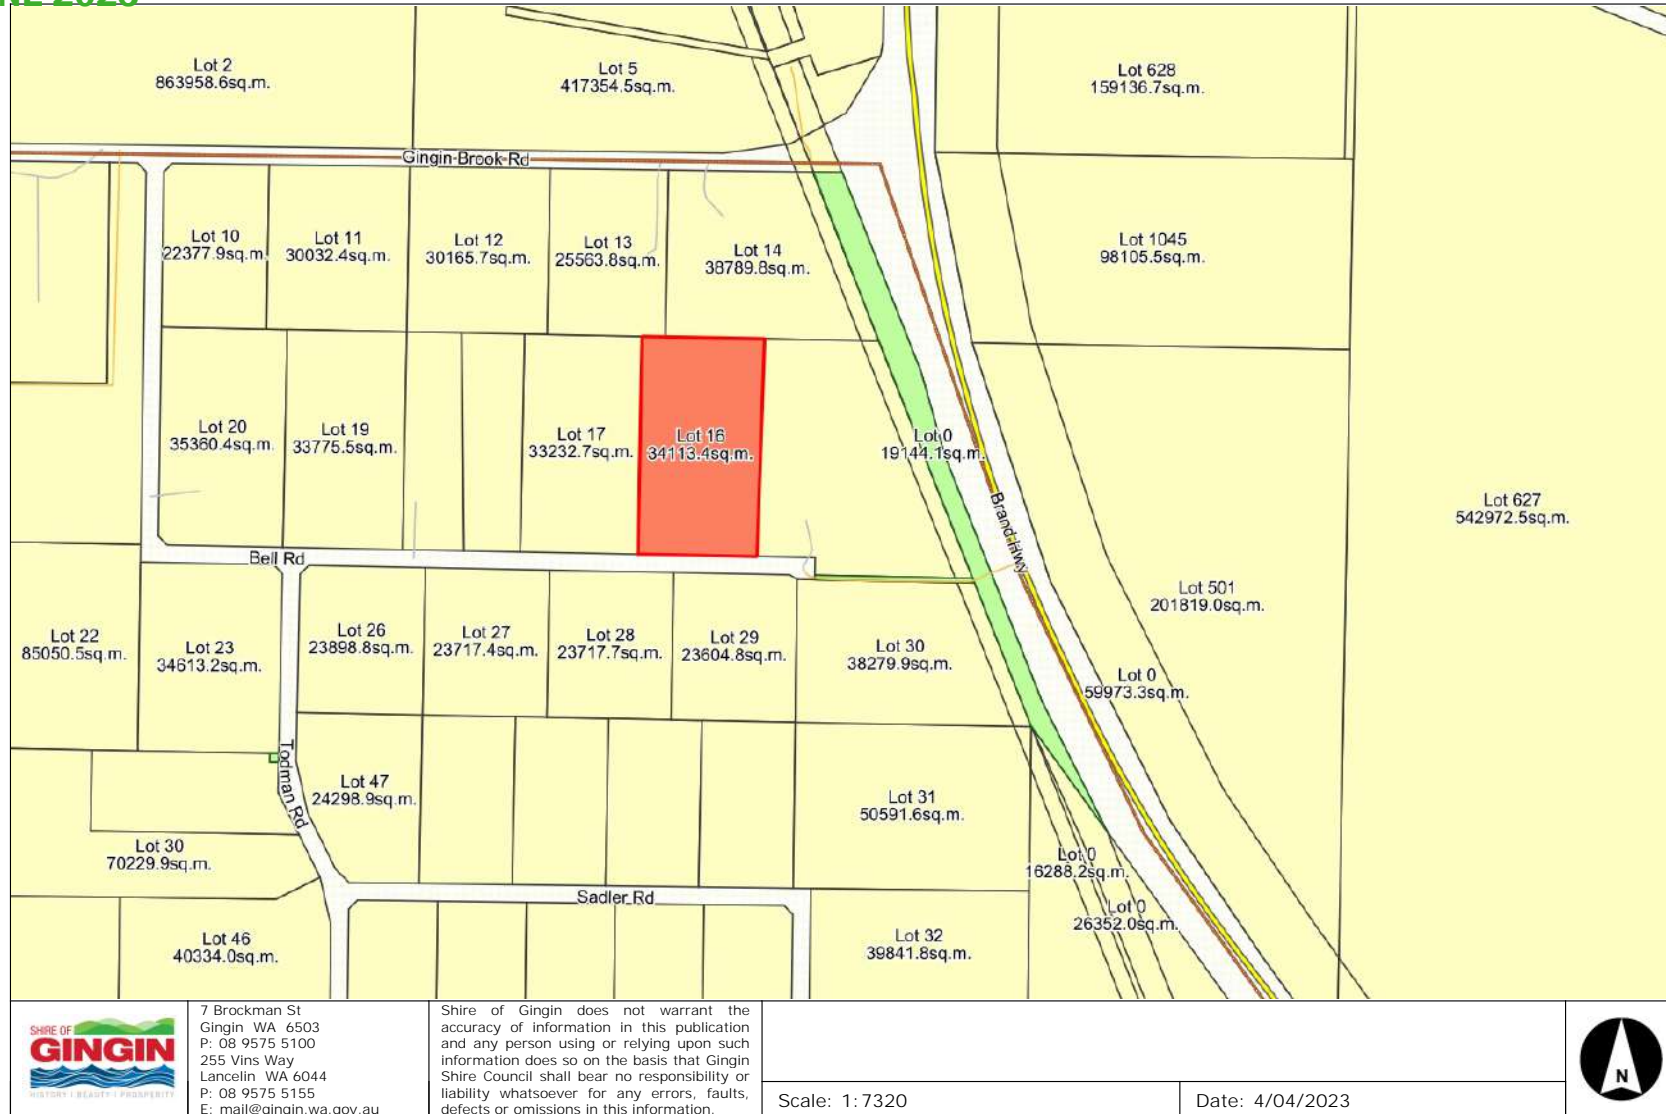 Lot 2
863958.6sq.m.
Lot 5
417354.5sq.m.
Lot 628
159136.7sq.m.
Gingin-Brook-Rd
Lot 10
22377.9sq.m.
Lot 11
30032.4sq.m.
Lot 12
30165.7sq.m.
Lot 13
25563.8sq.m.
Lot 14
38789.8sq.m.
Lot 1045
98105.5sq.m.
Lot 20
35360.4sq.m.
Lot 19
33775.5sq.m.
Lot 17
33232.7sq.m.
Lot 16
34113.4sq.m.
Lot 0
19144.1sq.m.
Brand Hwy
Lot 627
542972.5sq.m.
Bell Rd
Lot 501
201819.0sq.m.
Lot 22
85050.5sq.m.
Lot 23
34613.2sq.m.
Lot 26
23898.8sq.m.
Lot 27
23717.4sq.m.
Lot 28
23717.7sq.m.
Lot 29
23604.8sq.m.
Lot 30
38279.9sq.m.
Lot 0
59973.3sq.m.
Todman Rd
Lot 47
24298.9sq.m.
Lot 31
50591.6sq.m.
Lot 30
70229.9sq.m.
Lot 0
16288.2sq.m.
Sadler Rd
Lot 0
26352.0sq.m.
Lot 46
40334.0sq.m.
Lot 32
39841.8sq.m.
SHIRE OF
GINGIN
HISTORY | BEAUTY | PROSPERITY
7 Brockman St
Gingin WA 6503
P: 08 9575 5100
255 Vins Way
Lancelin WA 6044
P: 08 9575 5155
E: mail@gingin.wa.gov.au
Shire of Gingin does not warrant the
accuracy of information in this publication
and any person using or relying upon such
information does so on the basis that Gingin
Shire Council shall bear no responsibility or
liability whatsoever for any errors, faults,
defects or omissions in this information.
Scale: 1:7320
Date: 4/04/2023
N